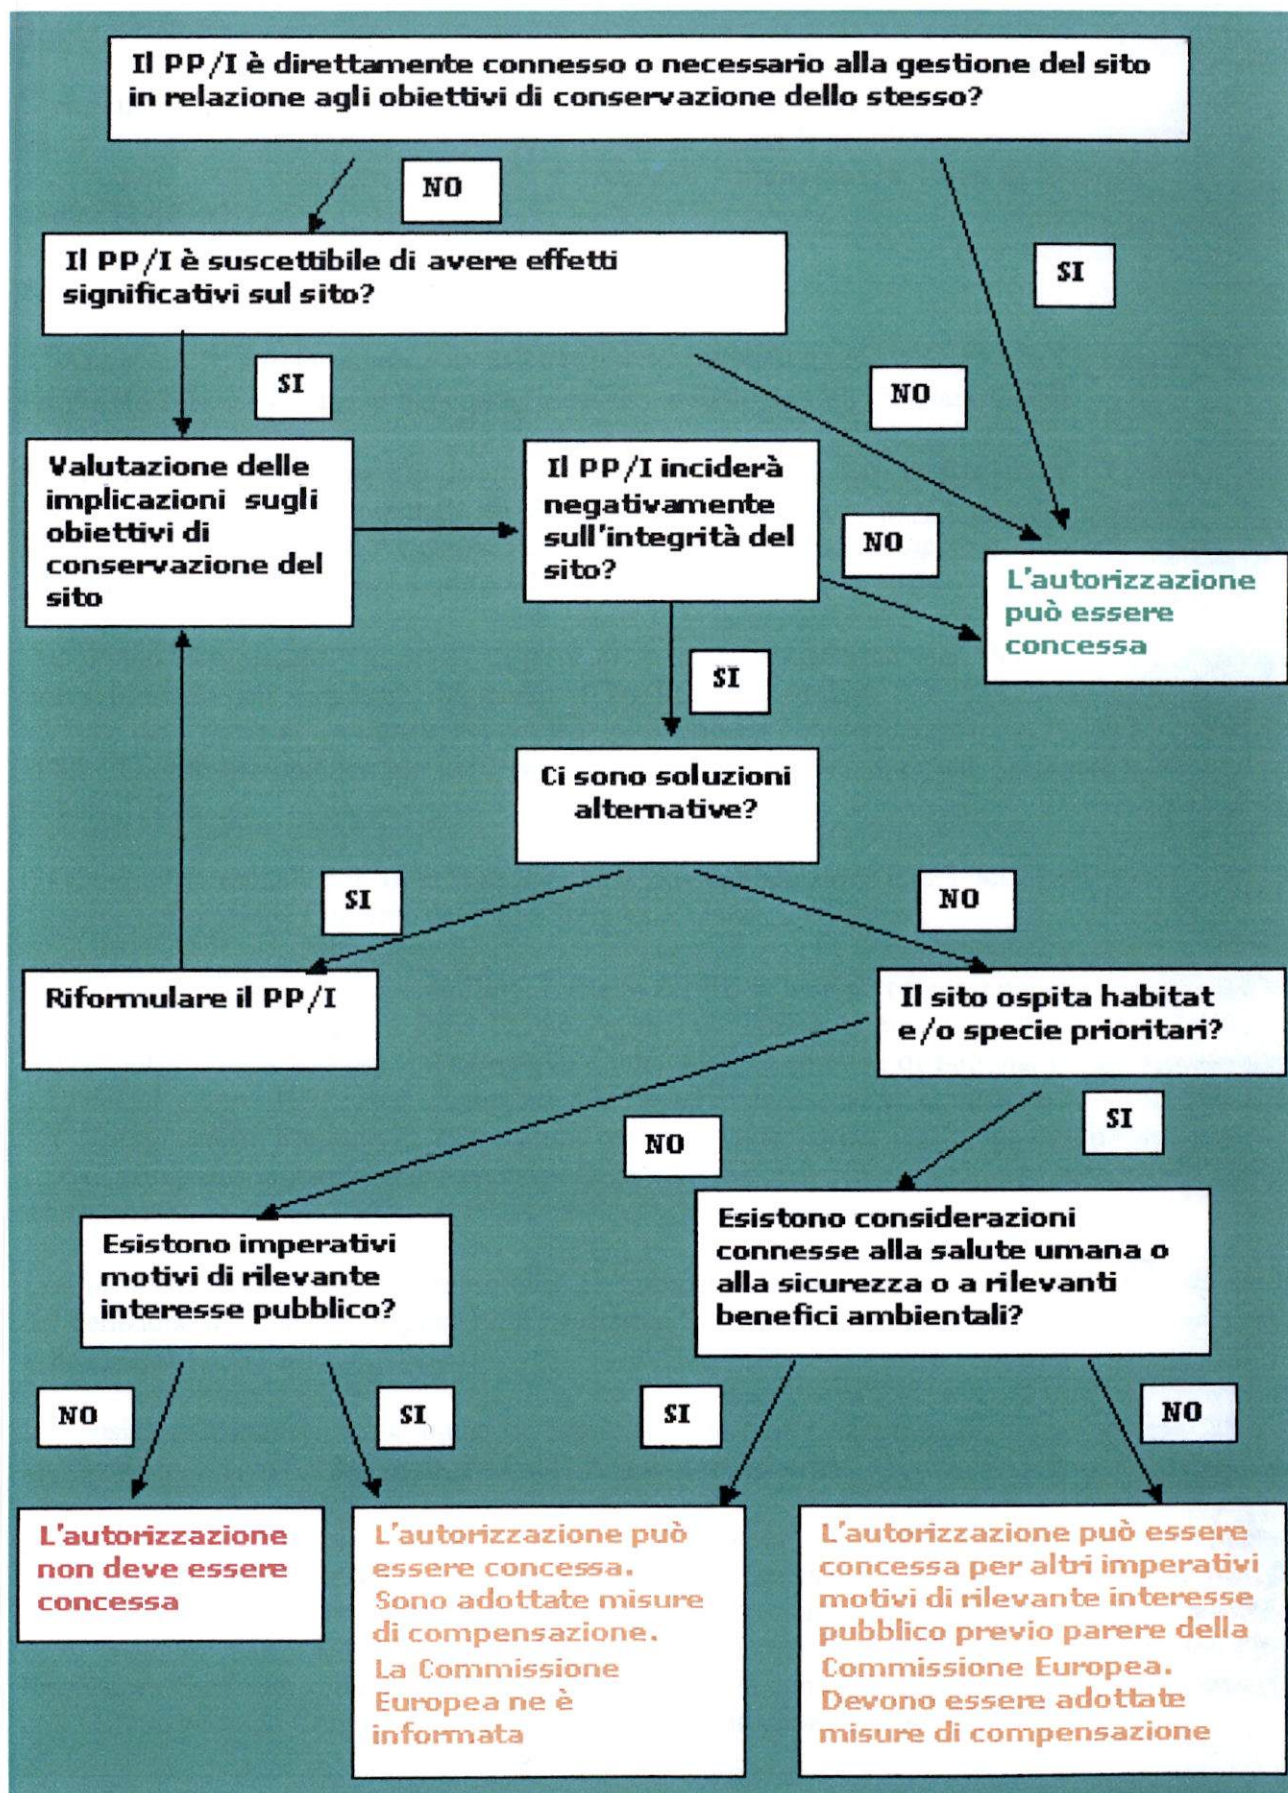 Il PP/I è direttamente connesso o necessario alla gestione del sito
in relazione agli obiettivi di conservazione dello stesso?
NO
SI
Il PP/I è suscettibile di avere effetti
significativi sul sito?
SI
NO
Valutazione delle
implicazioni sugli
obiettivi di
conservazione del
sito
Il PP/I inciderà
negativamente
sull'integrità del
sito?
NO
L'autorizzazione
può essere
concessa
SI
Ci sono soluzioni
alternative?
SI
NO
Riformulare il PP/I
Il sito ospita habitat
e/o specie prioritari?
NO
SI
Esistono imperativi
motivi di rilevante
interesse pubblico?
Esistono considerazioni
connesse alla salute umana o
alla sicurezza o a rilevanti
benefici ambientali?
NO
SI
SI
NO
L'autorizzazione
non deve essere
concessa
L'autorizzazione può
essere concessa.
Sono adottate misure
di compensazione.
La Commissione
Europea ne è
informata
L'autorizzazione può essere
concessa per altri imperativi
motivi di rilevante interesse
pubblico previo parere della
Commissione Europea.
Devono essere adottate
misure di compensazione